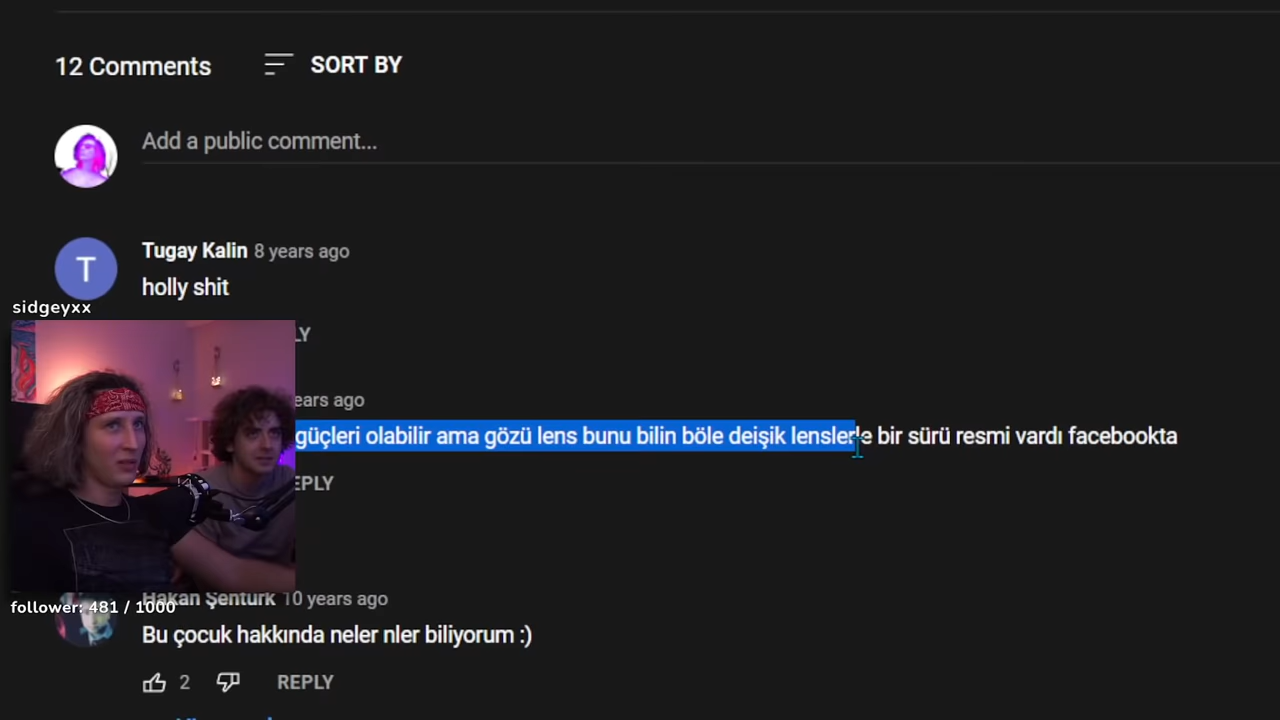 12 Comments
SORT BY
Add a public comment...
Tugay Kalin 8 years ago
T
holly shit
sidgeyxx
LY
ears ago
güçleri olabilir ama gözü lens bunu bilin böle deişik lenslerle bir sürü resmi vardı facebookta
EPLY
Hakan Şentürk 10 years ago
follower: 481 / 1000
Bu çocuk hakkında neler nler biliyorum :)
2
REPLY